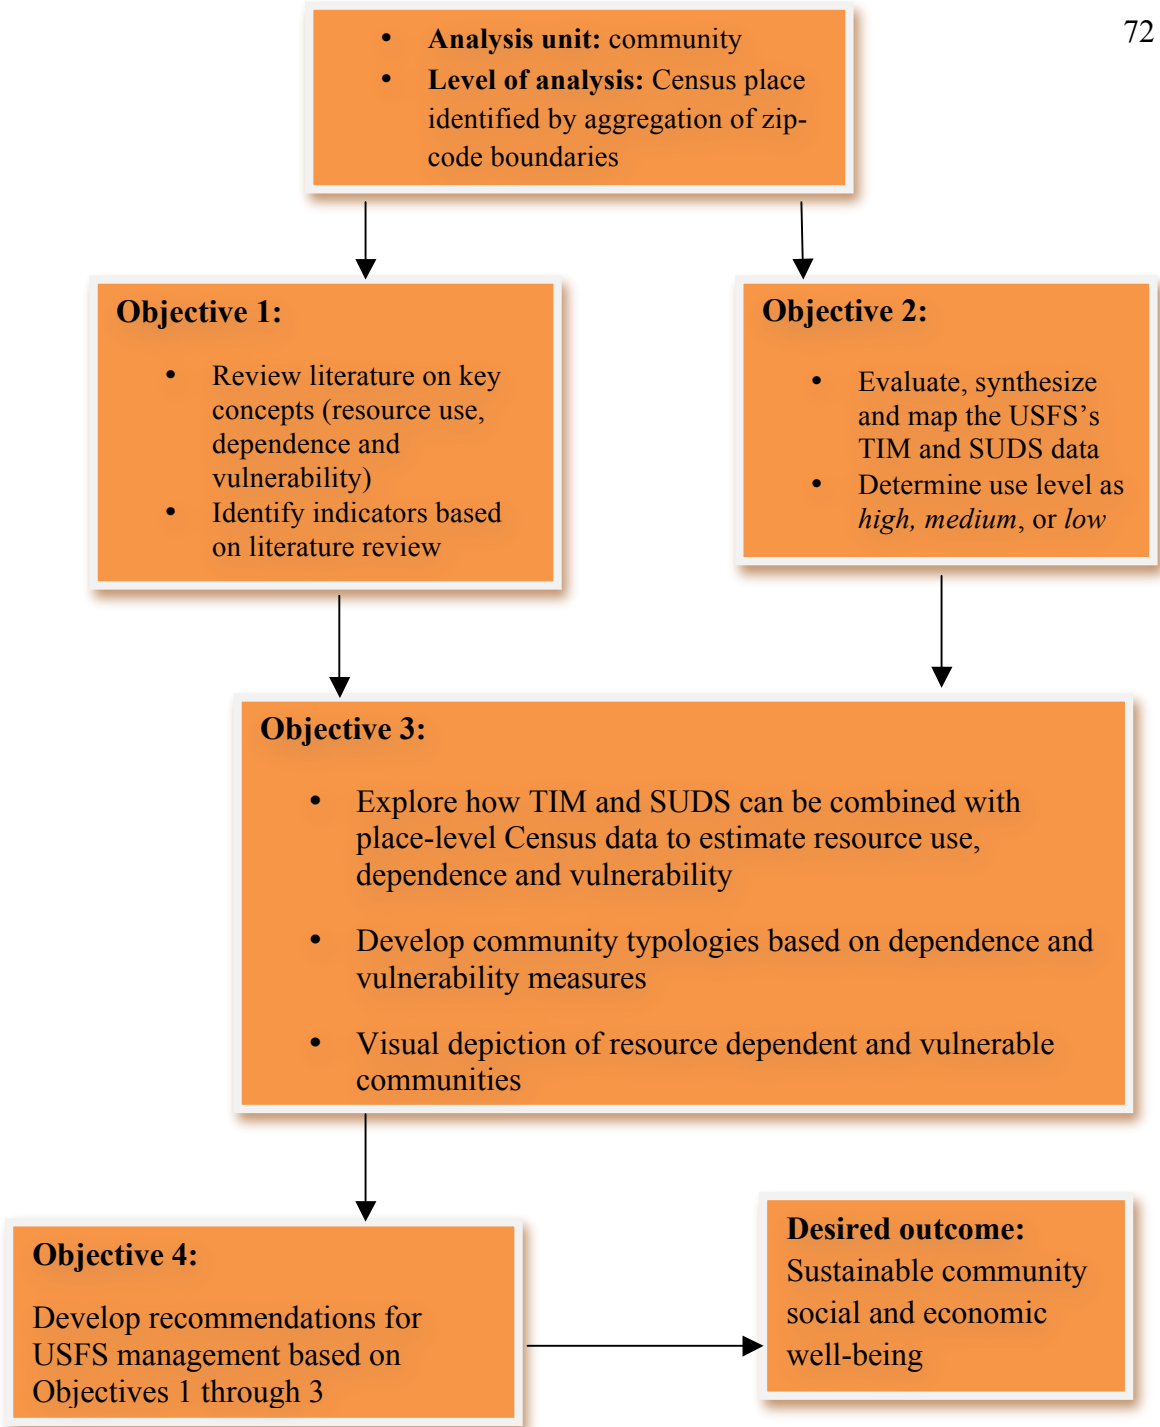 72
• Analysis unit: community
• Level of analysis: Census place
identified by aggregation of zip-
code boundaries
Objective 1:
• Review literature on key
concepts (resource use,
dependence and
vulnerability)
• Identify indicators based
on literature review
Objective 2:
• Evaluate, synthesize
and map the USFS’s
TIM and SUDS data
• Determine use level as
high, medium, or low
Objective 3:
• Explore how TIM and SUDS can be combined with
place-level Census data to estimate resource use,
dependence and vulnerability
• Develop community typologies based on dependence and
vulnerability measures
• Visual depiction of resource dependent and vulnerable
communities
Objective 4:
Develop recommendations for
USFS management based on
Objectives 1 through 3
Desired outcome:
Sustainable community
social and economic
well-being